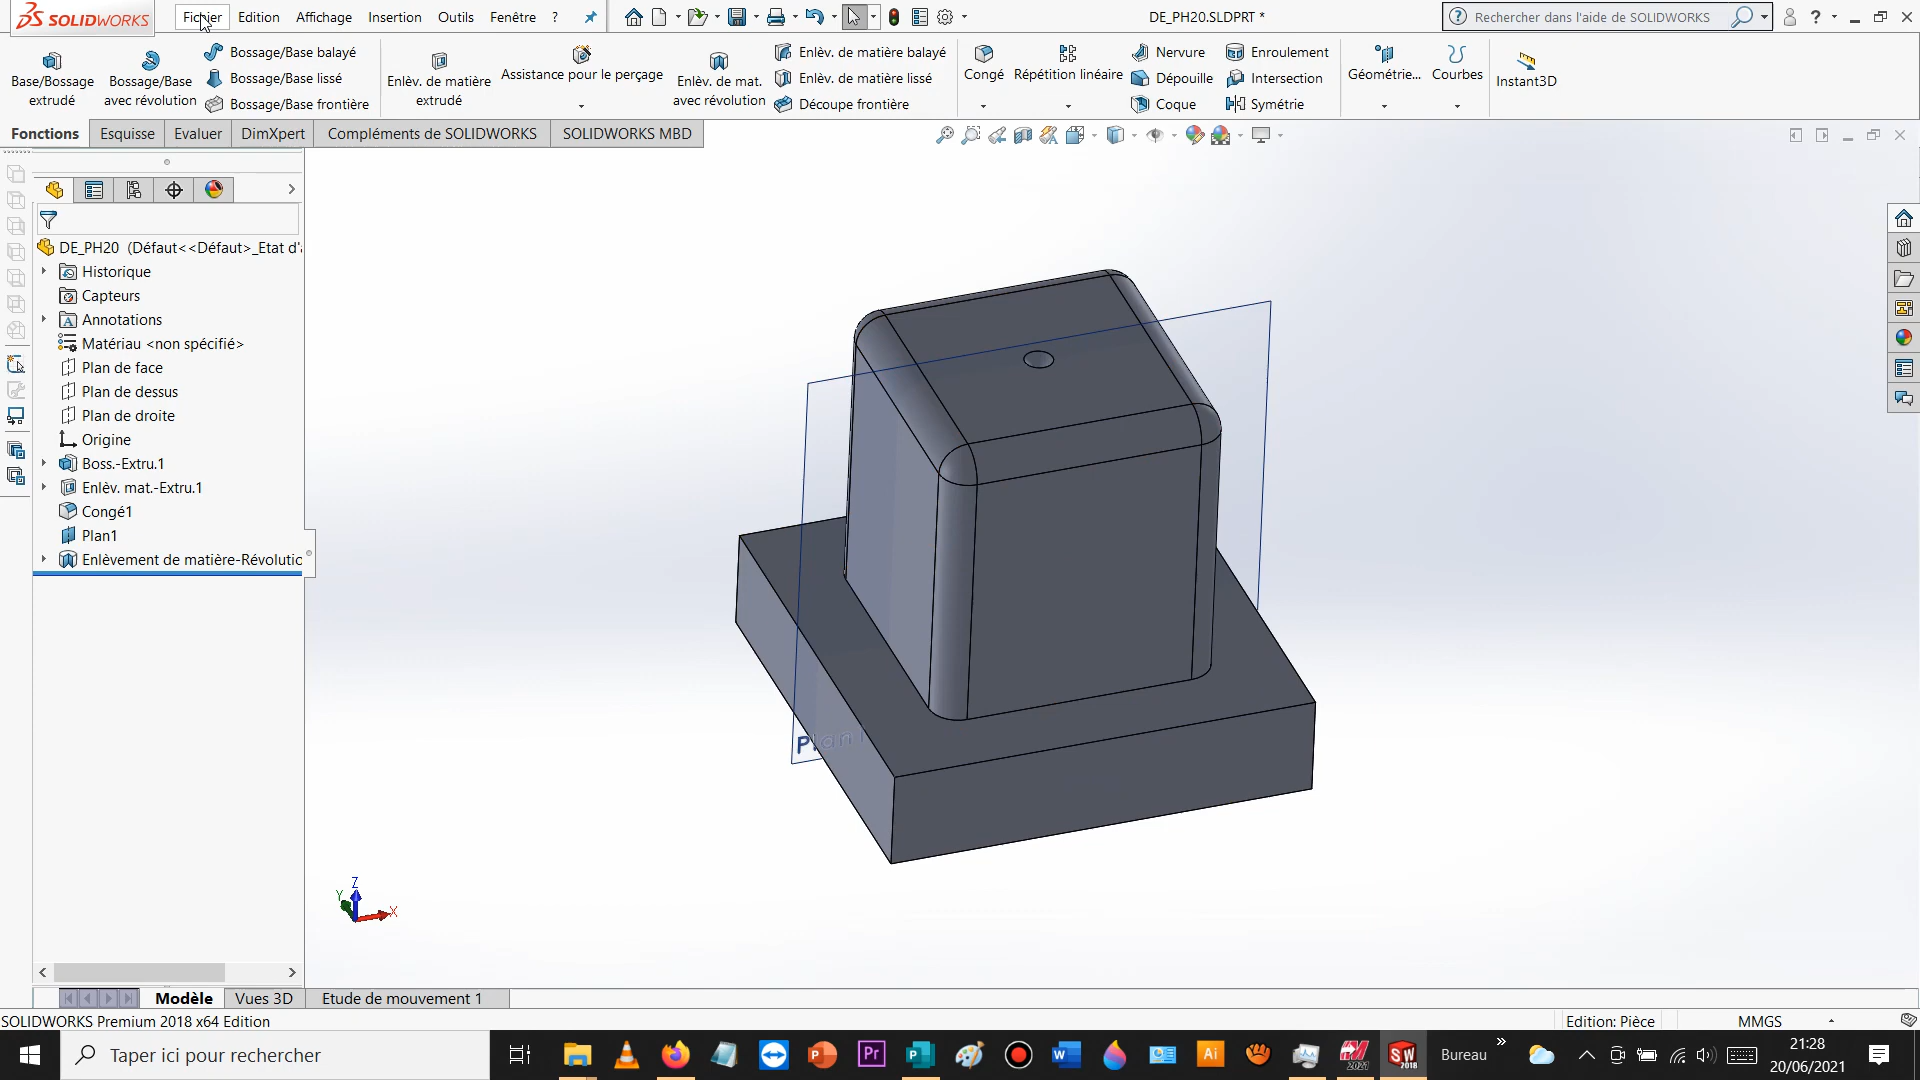 SOLIDWORKS
Fichier Edition Affichage Insertion Outils Fenêtre ?
DE_PH20.SLDPRT *
Rechercher dans l'aide de SOLIDWORKS
Base/Bossage extrudé
Bossage/Base avec révolution
Bossage/Base balayé
Bossage/Base lissé
Bossage/Base frontière
Enlèv. de matière extrudé
Assistance pour le perçage
Enlèv. de mat. avec révolution
Enlèv. de matière balayé
Enlèv. de matière lissé
Découpe frontière
Congé
Répétition linéaire
Nervure
Dépouille
Coque
Enroulement
Intersection
Symétrie
Géométrie...
Courbes
Instant3D
Fonctions Esquisse Evaluer DimXpert Compléments de SOLIDWORKS SOLIDWORKS MBD
DE_PH20 (Défaut<<Défaut>_Etat d'
Historique
Capteurs
Annotations
Matériau <non spécifié>
Plan de face
Plan de dessus
Plan de droite
Origine
Boss.-Extru.1
Enlèv. mat.-Extru.1
Congé1
Plan1
Enlèvement de matière-Révolutio
Plan1
Z
Y
X
Modèle Vues 3D Etude de mouvement 1
SOLIDWORKS Premium 2018 x64 Edition
Edition: Pièce
MMGS
Taper ici pour rechercher
Pr
Ai
2021
SW
2018
Bureau
21:28
20/06/2021